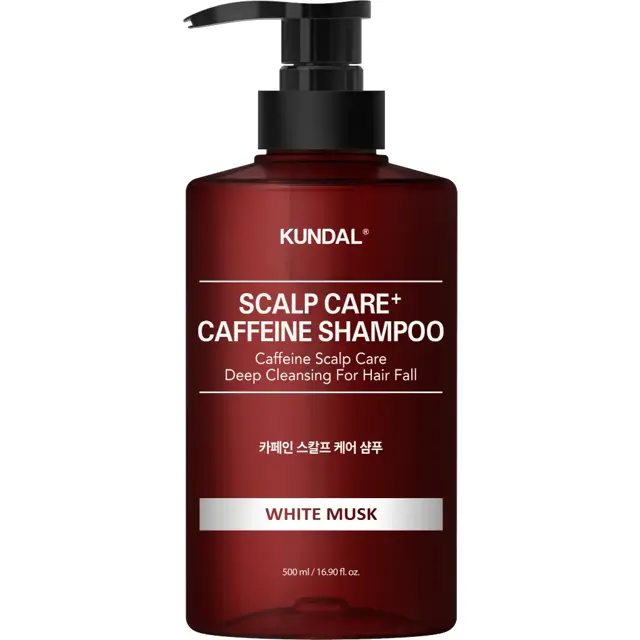 KUNDAL®
SCALP CARE+
CAFFEINE SHAMPOO
Caffeine Scalp Care
Deep Cleansing For Hair Fall
카페인 스칼프 케어 샴푸
WHITE MUSK
500 ml / 16.90 fl. oz.